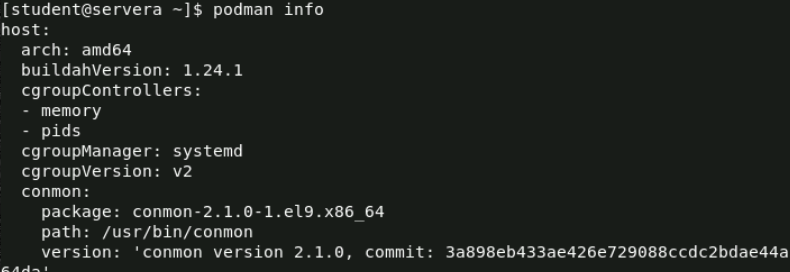 [student@servera ~]$ podman info
host:
  arch: amd64
  buildahVersion: 1.24.1
  cgroupControllers:
  - memory
  - pids
  cgroupManager: systemd
  cgroupVersion: v2
  conmon:
    package: conmon-2.1.0-1.el9.x86_64
    path: /usr/bin/conmon
    version: 'conmon version 2.1.0, commit: 3a898eb433ae426e729088ccdc2bdae44a
64da'